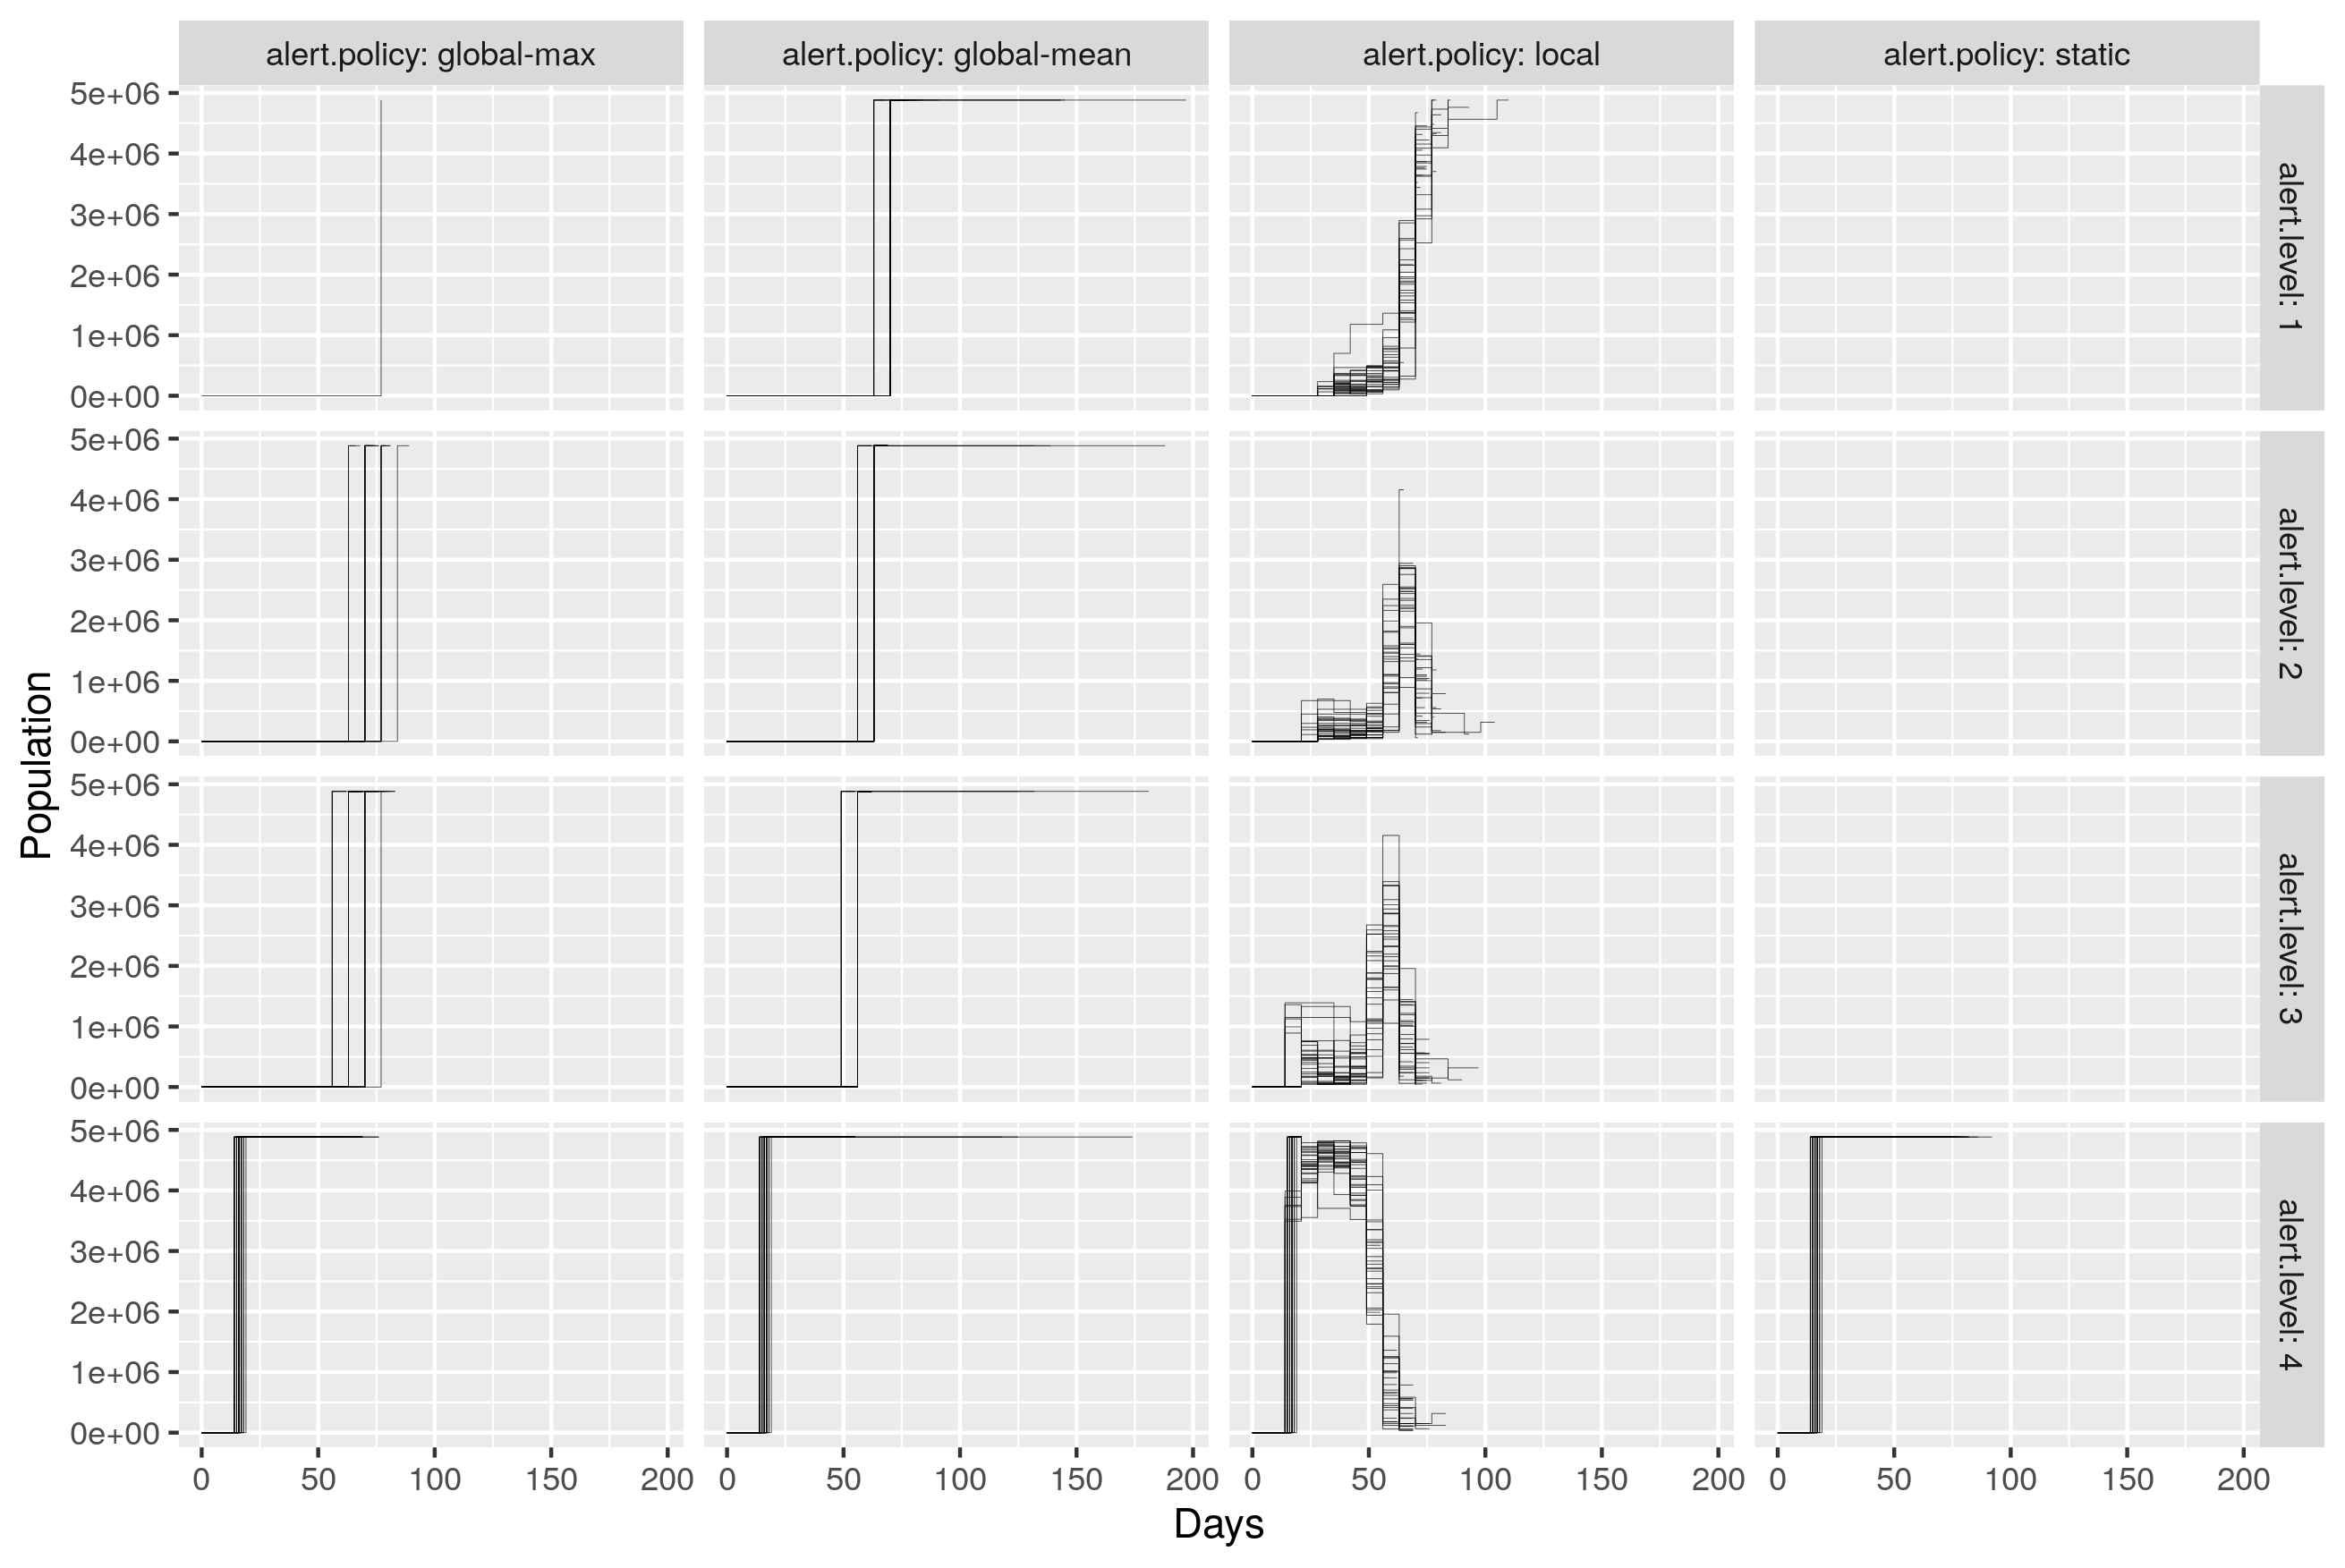 alert.policy: global-max
alert.policy: global-mean
alert.policy: local
alert.policy: static
5e+06
4e+06
3e+06
2e+06
1e+06
0e+00
alert.level: 1
5e+06
4e+06
3e+06
2e+06
1e+06
0e+00
alert.level: 2
Population
5e+06
4e+06
3e+06
2e+06
1e+06
0e+00
alert.level: 3
5e+06
4e+06
3e+06
2e+06
1e+06
0e+00
alert.level: 4
0 50 100 150 200
0 50 100 150 200
0 50 100 150 200
0 50 100 150 200
Days